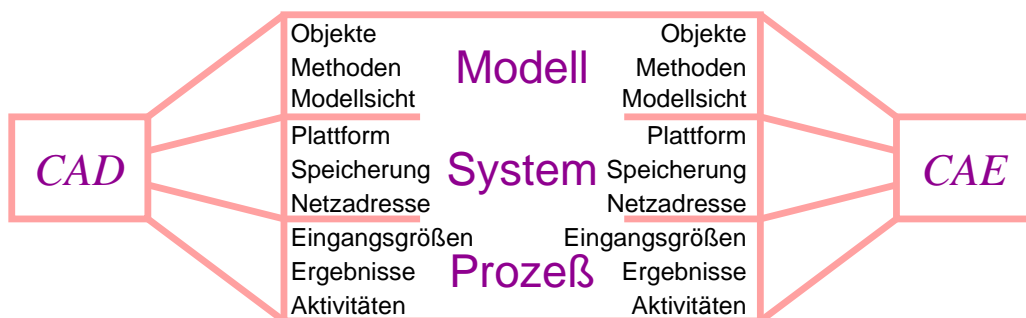 CAD
Objekte
Methoden
Modellsicht
Modell
Objekte
Methoden
Modellsicht
Plattform
Speicherung
Netzadresse
System
Plattform
Speicherung
Netzadresse
Eingangsgrößen
Ergebnisse
Aktivitäten
Prozeß
Eingangsgrößen
Ergebnisse
Aktivitäten
CAE